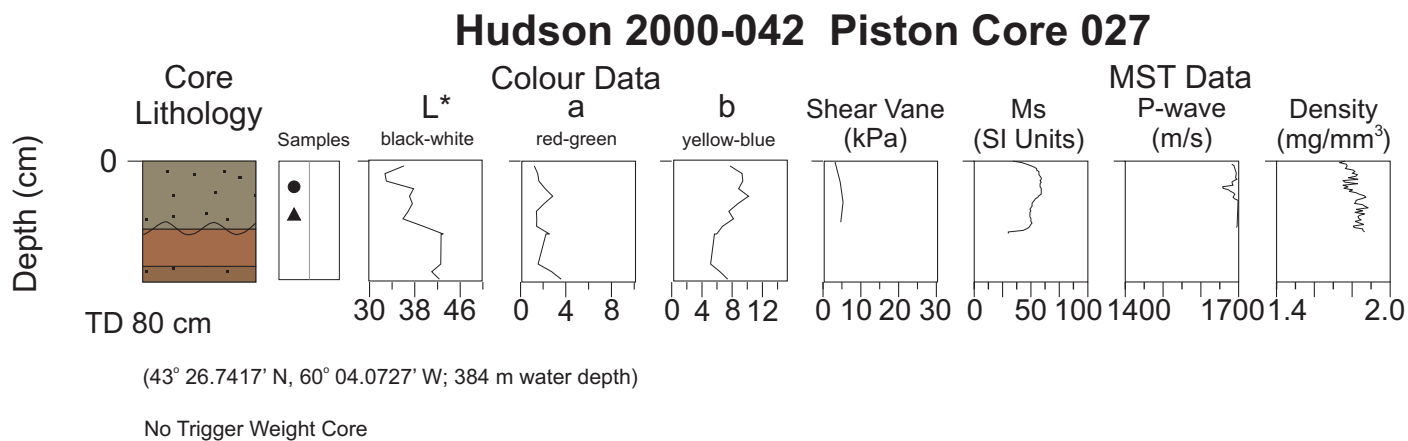 Hudson 2000-042 Piston Core 027
Core
Lithology
Colour Data
MST Data
Samples
L*
black-white
a
red-green
b
yellow-blue
Shear Vane
(kPa)
Ms
(SI Units)
P-wave
(m/s)
Density
(mg/mm³)
Depth (cm)
0
30 38 46
0 4 8
0 4 8 12
0 10 20 30
0 50 100
1400 1700
1.4 2.0
TD 80 cm
(43° 26.7417' N, 60° 04.0727' W; 384 m water depth)
No Trigger Weight Core